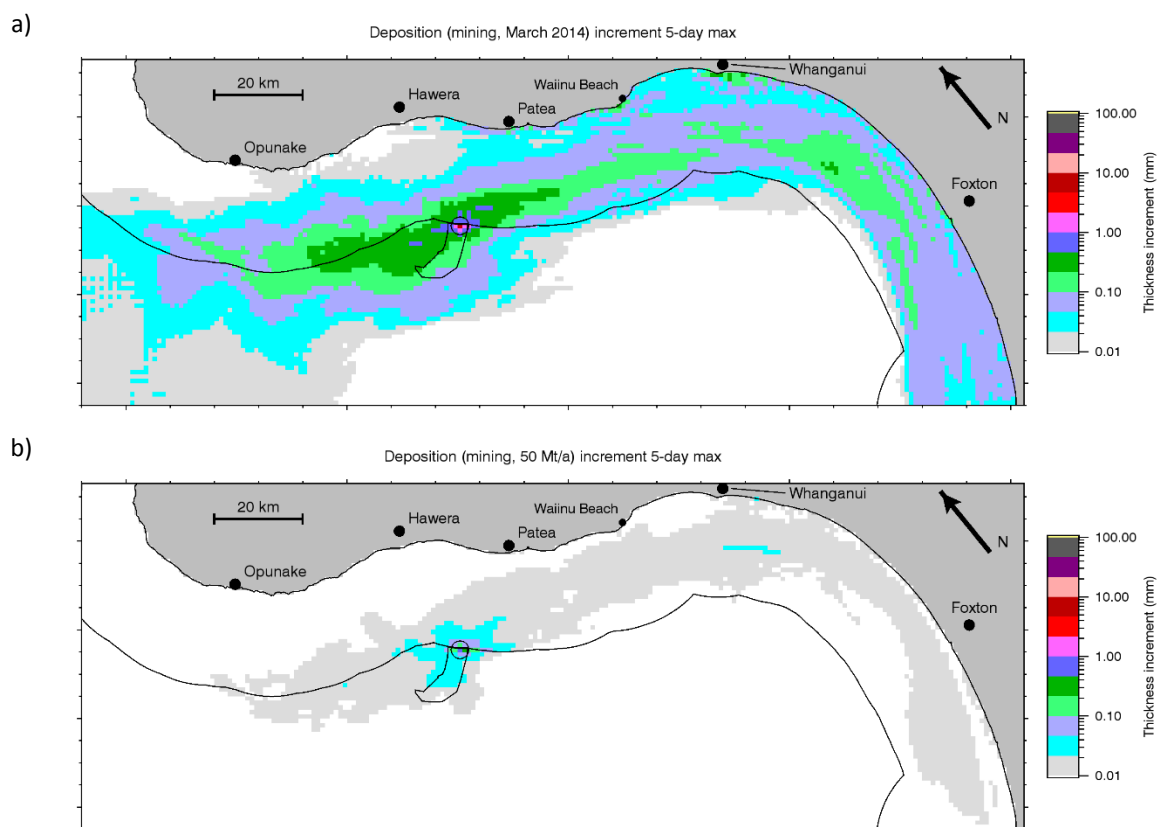 a)
Deposition (mining, March 2014) increment 5-day max
20 km
Hawera
Opunake
Patea
Waiinu Beach
Whanganui
N
Foxton
100.00
10.00
1.00
0.10
0.01
Thickness increment (mm)
b)
Deposition (mining, 50 Mt/a) increment 5-day max
20 km
Hawera
Opunake
Patea
Waiinu Beach
Whanganui
N
Foxton
100.00
10.00
1.00
0.10
0.01
Thickness increment (mm)